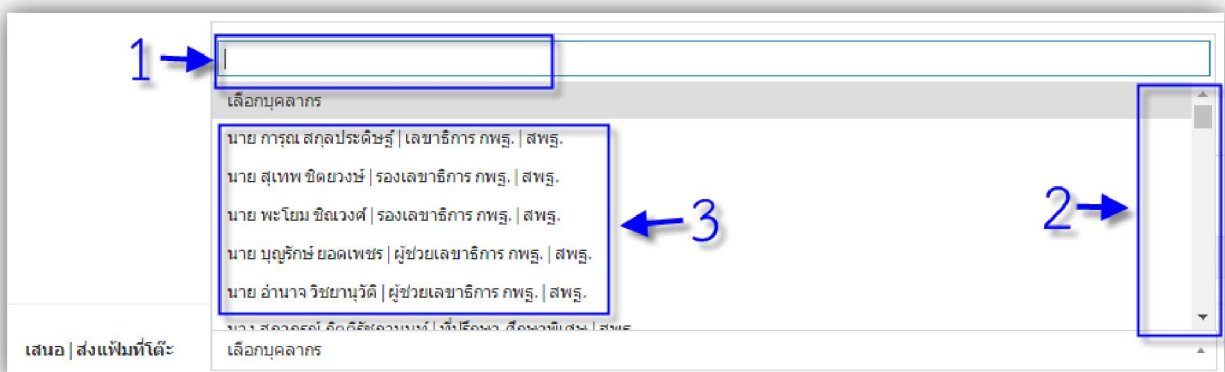 1
เลือกบุคลากร
นาย การุณ สกุลประดิษฐ์ | เลขาธิการ กพฐ. | สพฐ.
นาย สุเทพ ชิตยวงษ์ | รองเลขาธิการ กพฐ. | สพฐ.
นาย พะโยม ชิณวงศ์ | รองเลขาธิการ กพฐ. | สพฐ.
3
2
นาย บุญรักษ์ ยอดเพชร | ผู้ช่วยเลขาธิการ กพฐ. | สพฐ.
นาย อำนาจ วิชยานุวัติ | ผู้ช่วยเลขาธิการ กพฐ. | สพฐ.
เสนอ | ส่งแฟ้มที่โต๊ะ
เลือกบุคลากร